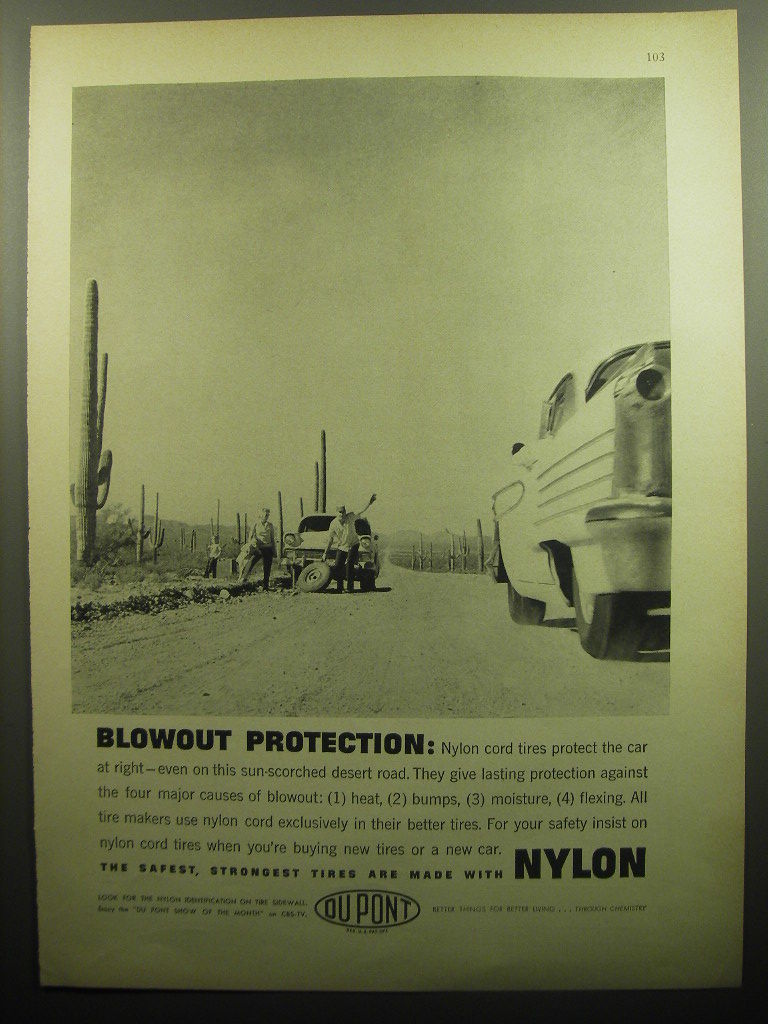 103
BLOWOUT PROTECTION: Nylon cord tires protect the car
at right—even on this sun-scorched desert road. They give lasting protection against
the four major causes of blowout: (1) heat, (2) bumps, (3) moisture, (4) flexing. All
tire makers use nylon cord exclusively in their better tires. For your safety insist on
nylon cord tires when you're buying new tires or a new car.
THE SAFEST, STRONGEST TIRES ARE MADE WITH NYLON
LOOK FOR THE NYLON IDENTIFICATION ON TIRE SIDEWALL.
Enjoy the "DU PONT SHOW OF THE MONTH" on CBS-TV.
DU PONT
REG. U.S. PAT. OFF.
BETTER THINGS FOR BETTER LIVING . . . THROUGH CHEMISTRY